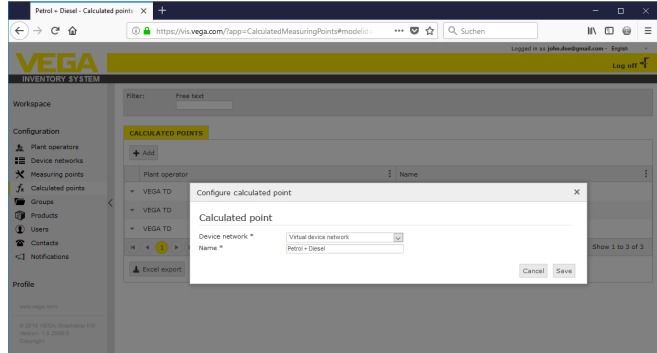 Petrol + Diesel - Calculated points
https://vis.vega.com/?app=CalculatedMeasuringPoints#modelid=
Suchen
Logged in as john.doe@gmail.com - English
VEGA
Log off
INVENTORY SYSTEM
Workspace
Filter: Free text
Configuration
CALCULATED POINTS
Plant operators
Device networks
Measuring points
Calculated points
Groups
Products
Users
Contacts
Notifications
Profile
www.vega.com
Add
Plant operator Name
VEGA TD
VEGA TD
VEGA TD
1
Show 1 to 3 of 3
Excel export
Configure calculated point
Calculated point
Device network * Virtual device network
Name * Petrol + Diesel
Cancel Save
Copyright